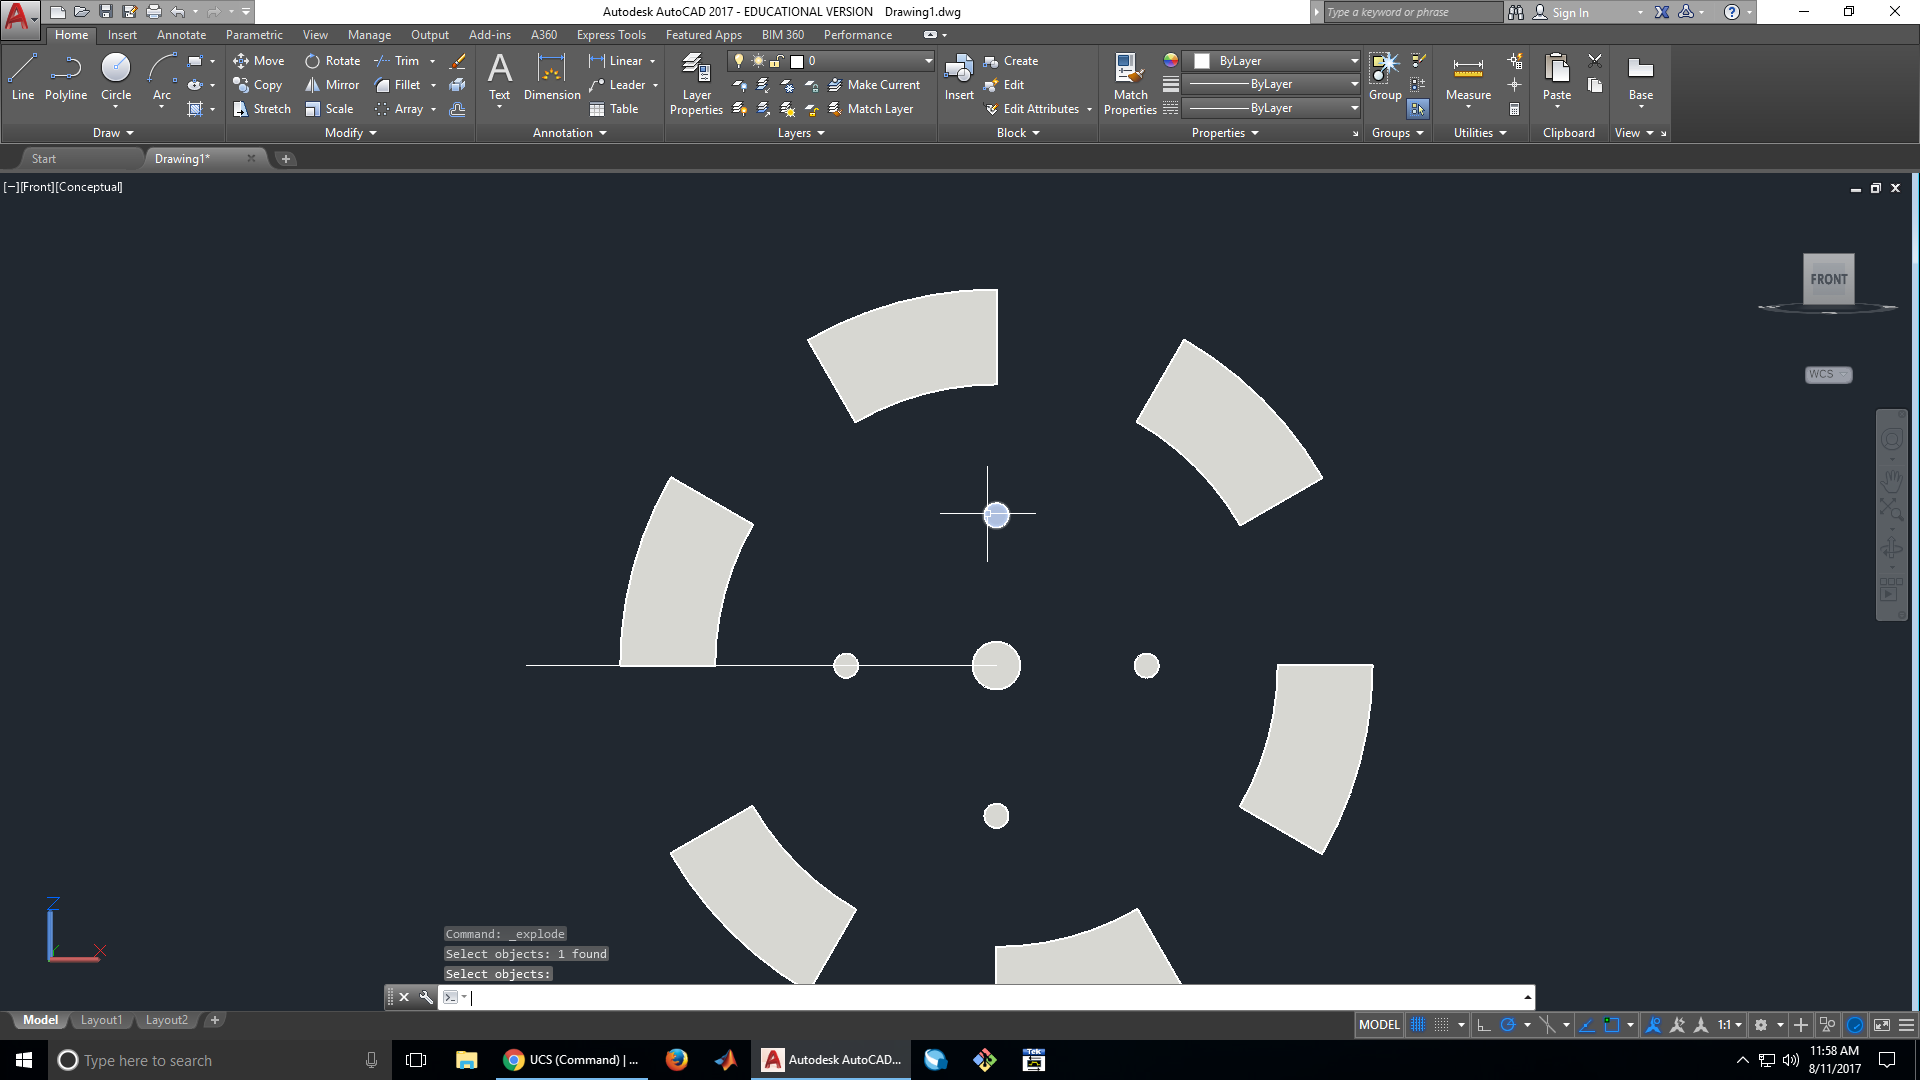 Autodesk AutoCAD 2017 - EDUCATIONAL VERSION Drawing1.dwg
Type a keyword or phrase
Sign In
Home Insert Annotate Parametric View Manage Output Add-ins A360 Express Tools Featured Apps BIM 360 Performance
Line Polyline Circle Arc
Draw
Move Rotate Trim
Copy Mirror Fillet
Stretch Scale Array
Modify
Text Dimension
Linear
Leader
Table
Annotation
Layer Properties
0
Make Current
Match Layer
Layers
Insert
Create
Edit
Edit Attributes
Block
Match Properties
ByLayer
ByLayer
ByLayer
Properties
Group
Groups
Measure
Utilities
Paste
Clipboard
Base
View
Start Drawing1*
[−][Front][Conceptual]
FRONT
WCS
Z
X
Command: _explode
Select objects: 1 found
Select objects:
Model Layout1 Layout2
MODEL 1:1
Type here to search
UCS (Command) | ...
Autodesk AutoCAD...
Tek
11:58 AM
8/11/2017